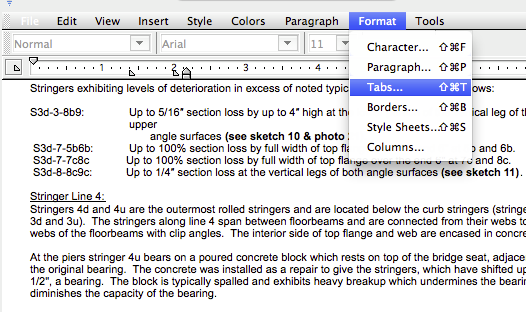 File Edit View Insert Style Colors Paragraph Format Tools
Normal Arial 11
Character... ⇧⌘F
Paragraph... ⇧⌘P
Tabs... ⇧⌘T
Borders... ⇧⌘B
Style Sheets...⇧⌘S
Columns...
1 2 3 4 7
Stringers exhibiting levels of deterioration in excess of noted typic ows:
S3d-3-8b9: Up to 5/16″ section loss by up to 4″ high at the ical leg of the
upper
angle surfaces (see sketch 10 & photo
S3d-7-5b6b: Up to 100% section loss by full width of top fla and 6b.
S3d-7-7c8c Up to 100% section loss by full width of top flange over the end 6" at 7c and 8c.
S3d-8-8c9c: Up to 1/4″ section loss at the vertical legs of both angle surfaces (see sketch 11).
Stringer Line 4:
Stringers 4d and 4u are the outermost rolled stringers and are located below the curb stringers (stringe
3d and 3u). The stringers along line 4 span between floorbeams and are connected from their webs to
webs of the floorbeams with clip angles. The interior side of top flange and web are encased in concre
At the piers stringer 4u bears on a poured concrete block which rests on top of the bridge seat, adjace
the original bearing. The concrete was installed as a repair to give the stringers, which have shifted up
1/2", a bearing. The block is typically spalled and exhibits heavy breakup which undermines the bearin
diminishes the capacity of the bearing.